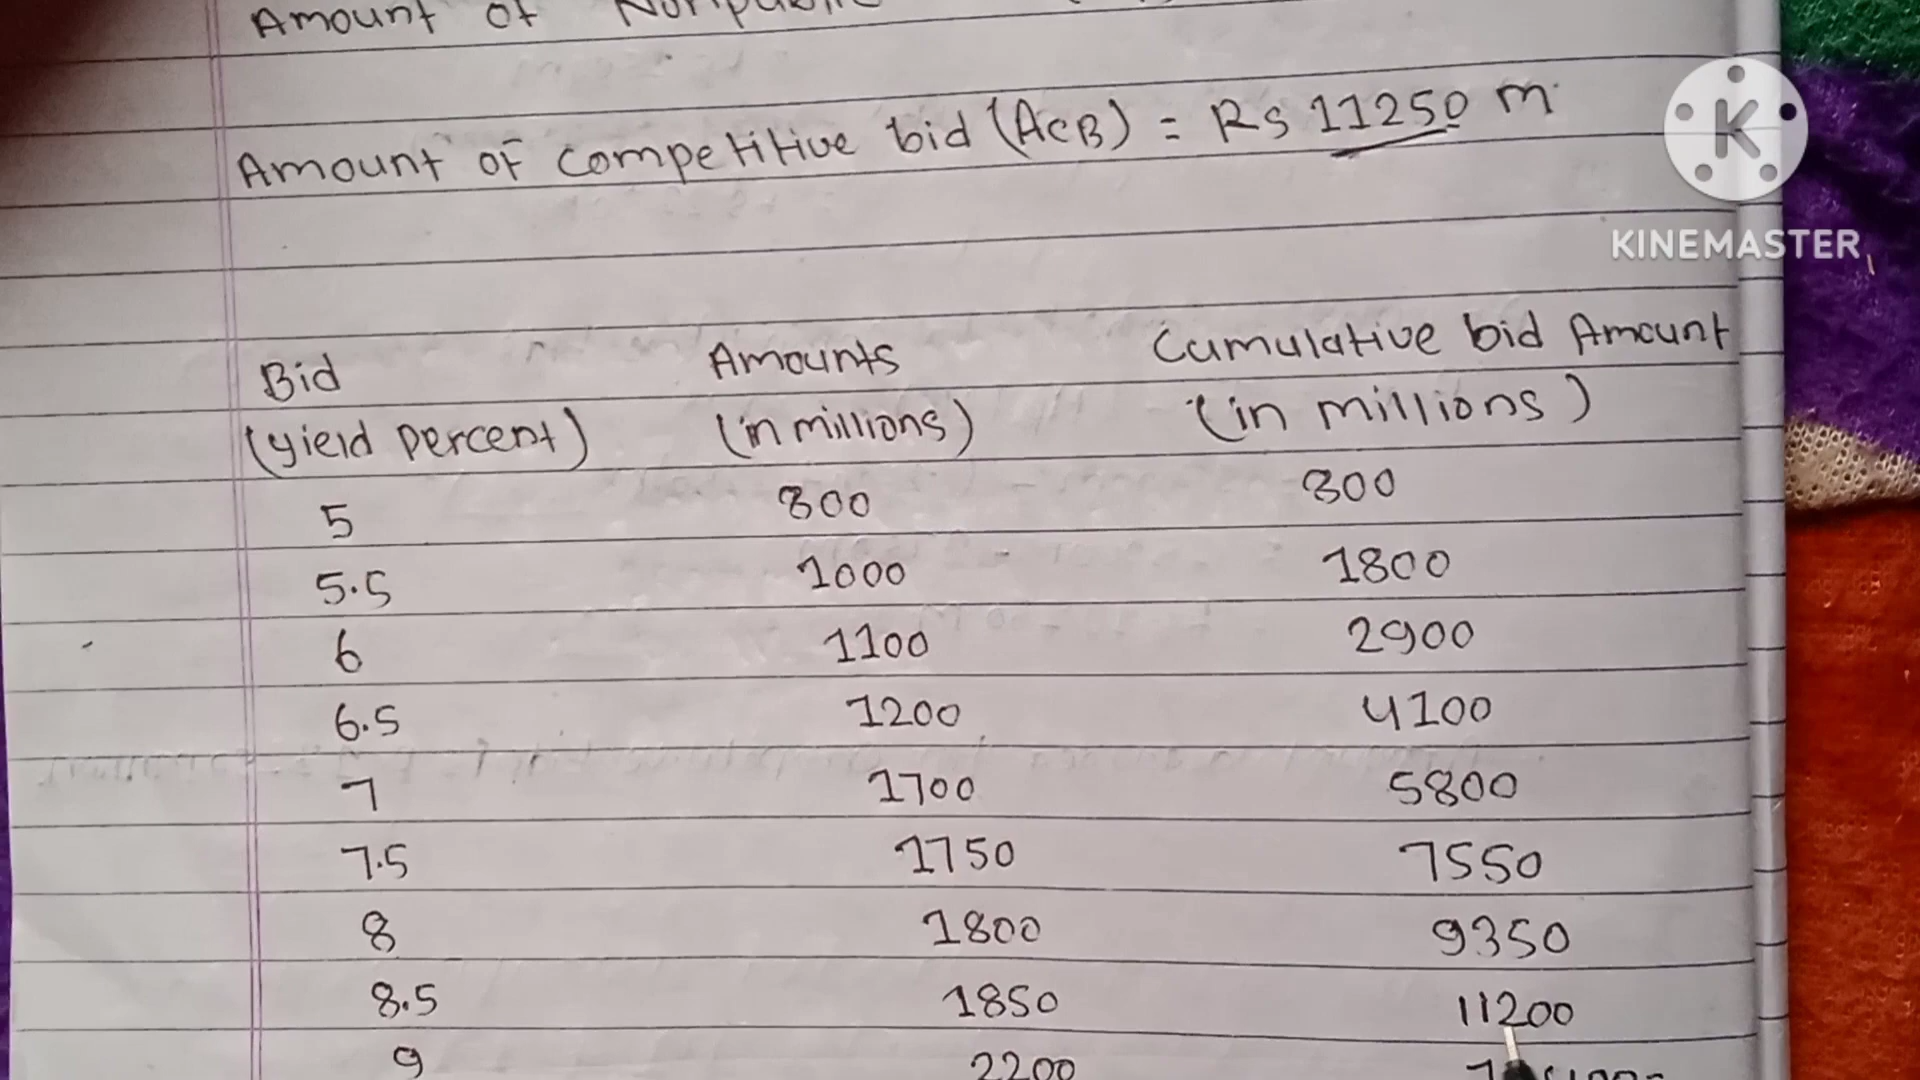 Amount of
Amount of competitive bid (ACB) = Rs 11250 m
K
KINEMASTER
Bid Amounts Cumulative bid Amount
(yield percent) (in millions) (in millions)
5 800 800
5.5 1000 1800
6 1100 2900
6.5 1200 4100
7 1700 5800
7.5 1750 7550
8 1800 9350
8.5 1850 11200
9 2200